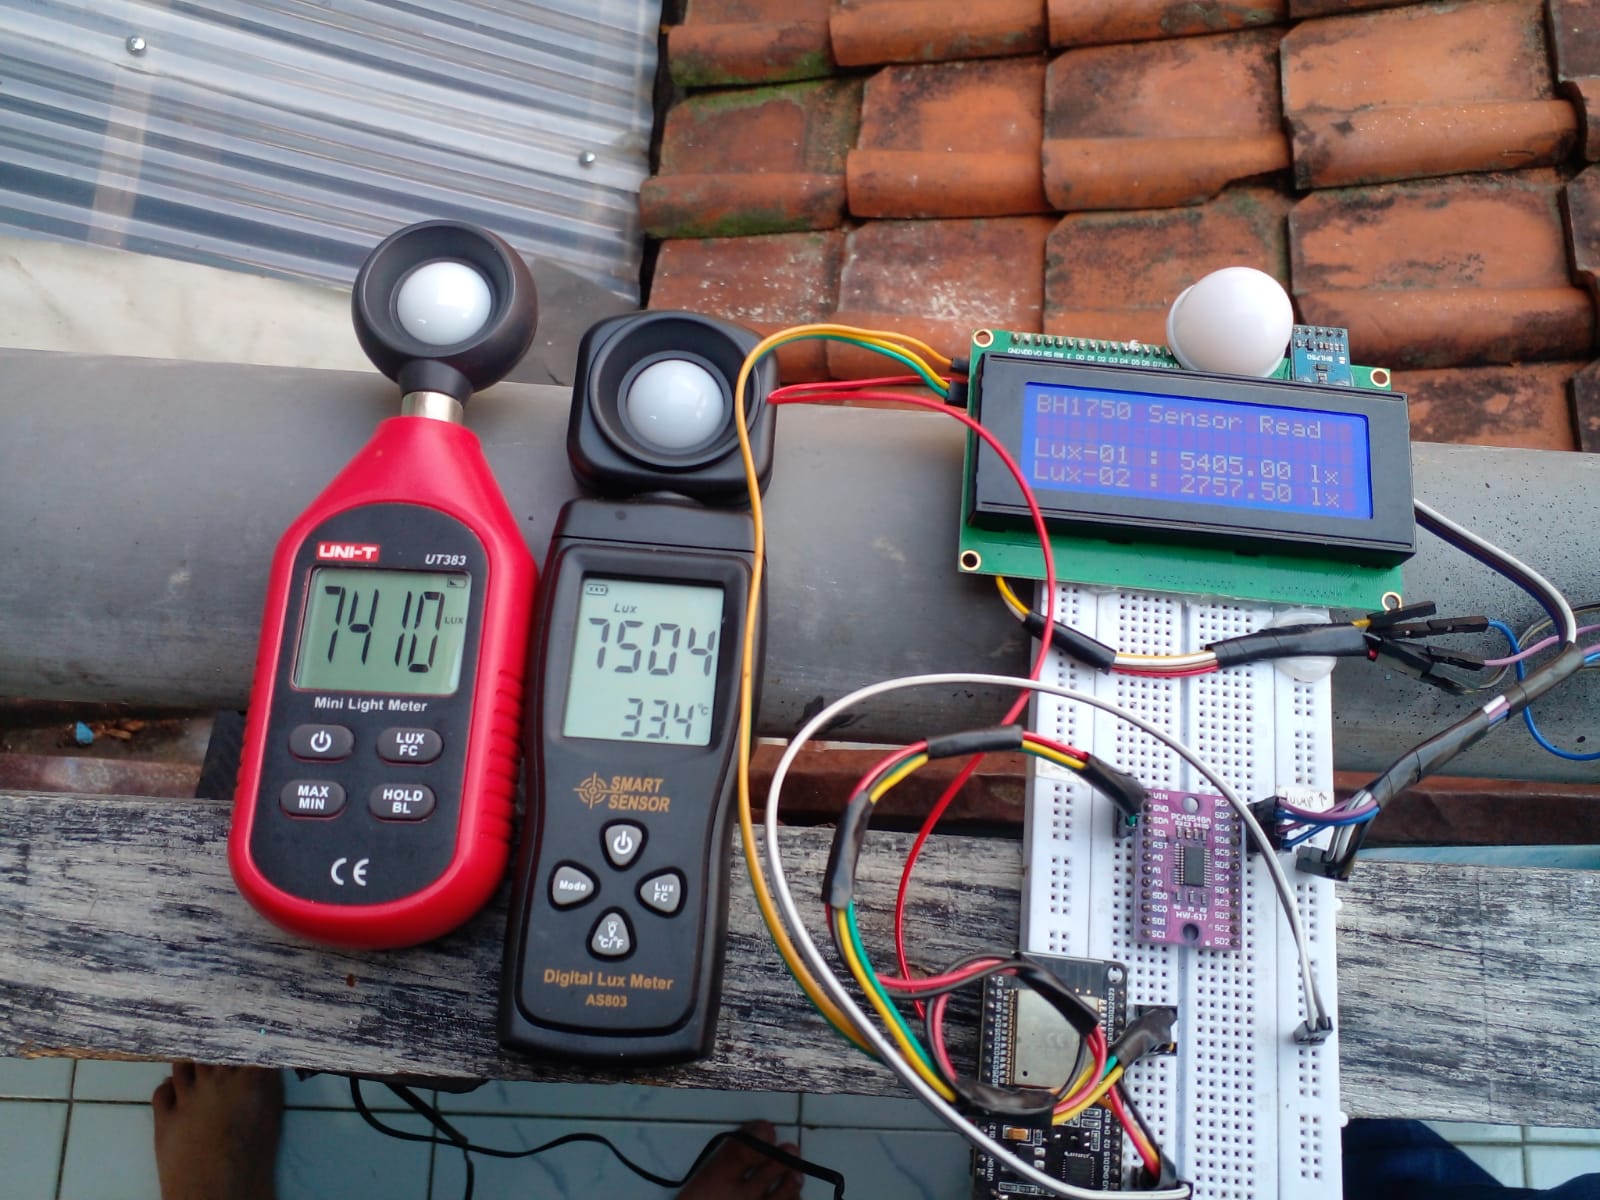 UNI-T
UT383
7410 LUX
Mini Light Meter
LUX
FC
MAX
MIN
HOLD
BL
CE
Lux
7504
33.4 °C
SMART
SENSOR
Mode
Lux
FC
°C/°F
Digital Lux Meter
AS803
BH1750 Sensor Read
Lux-01 : 5405.00 lx
Lux-02 : 2757.50 lx
VIN
GND
SDA
SCL
RST
A0
A1
A2
SD0
SC0
SD1
SC1
PCA9548A
HW-617
SC7
SD7
SC6
SD6
SC5
SD5
SC4
SD4
SC3
SD3
SC2
SD2